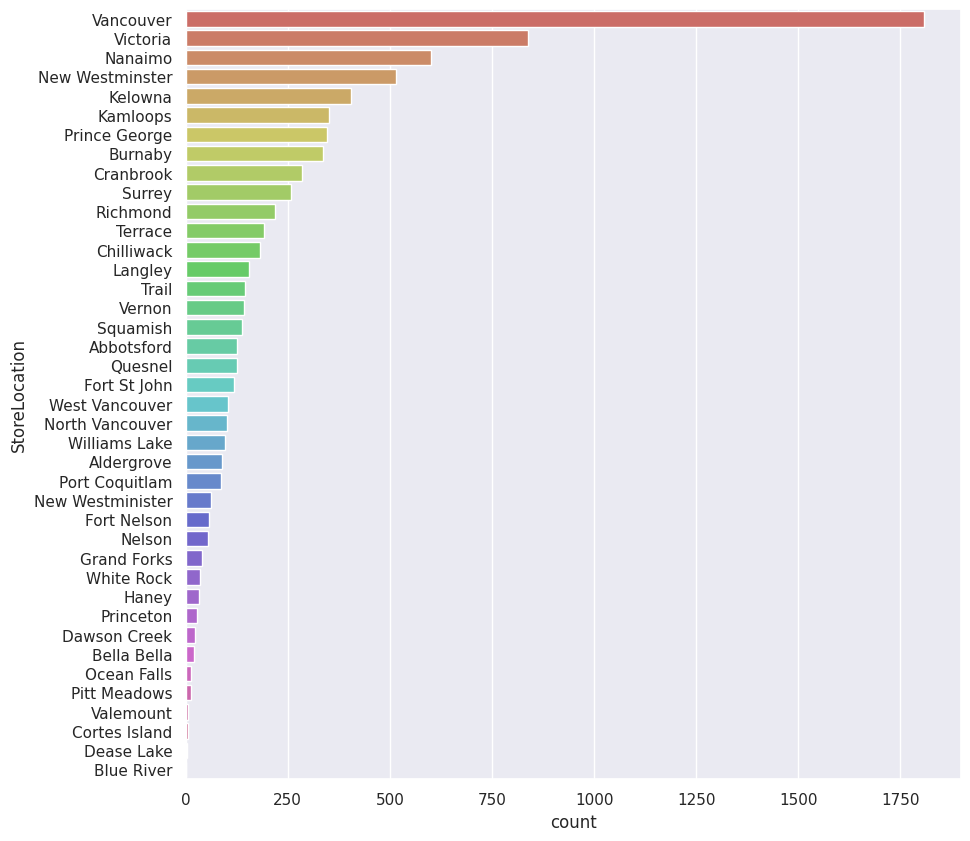 Vancouver
Victoria
Nanaimo
New Westminster
Kelowna
Kamloops
Prince George
Burnaby
Cranbrook
Surrey
Richmond
Terrace
Chilliwack
Langley
Trail
Vernon
Squamish
Abbotsford
Quesnel
Fort St John
West Vancouver
North Vancouver
Williams Lake
Aldergrove
Port Coquitlam
New Westminister
Fort Nelson
Nelson
Grand Forks
White Rock
Haney
Princeton
Dawson Creek
Bella Bella
Ocean Falls
Pitt Meadows
Valemount
Cortes Island
Dease Lake
Blue River
StoreLocation
0 250 500 750 1000 1250 1500 1750
count